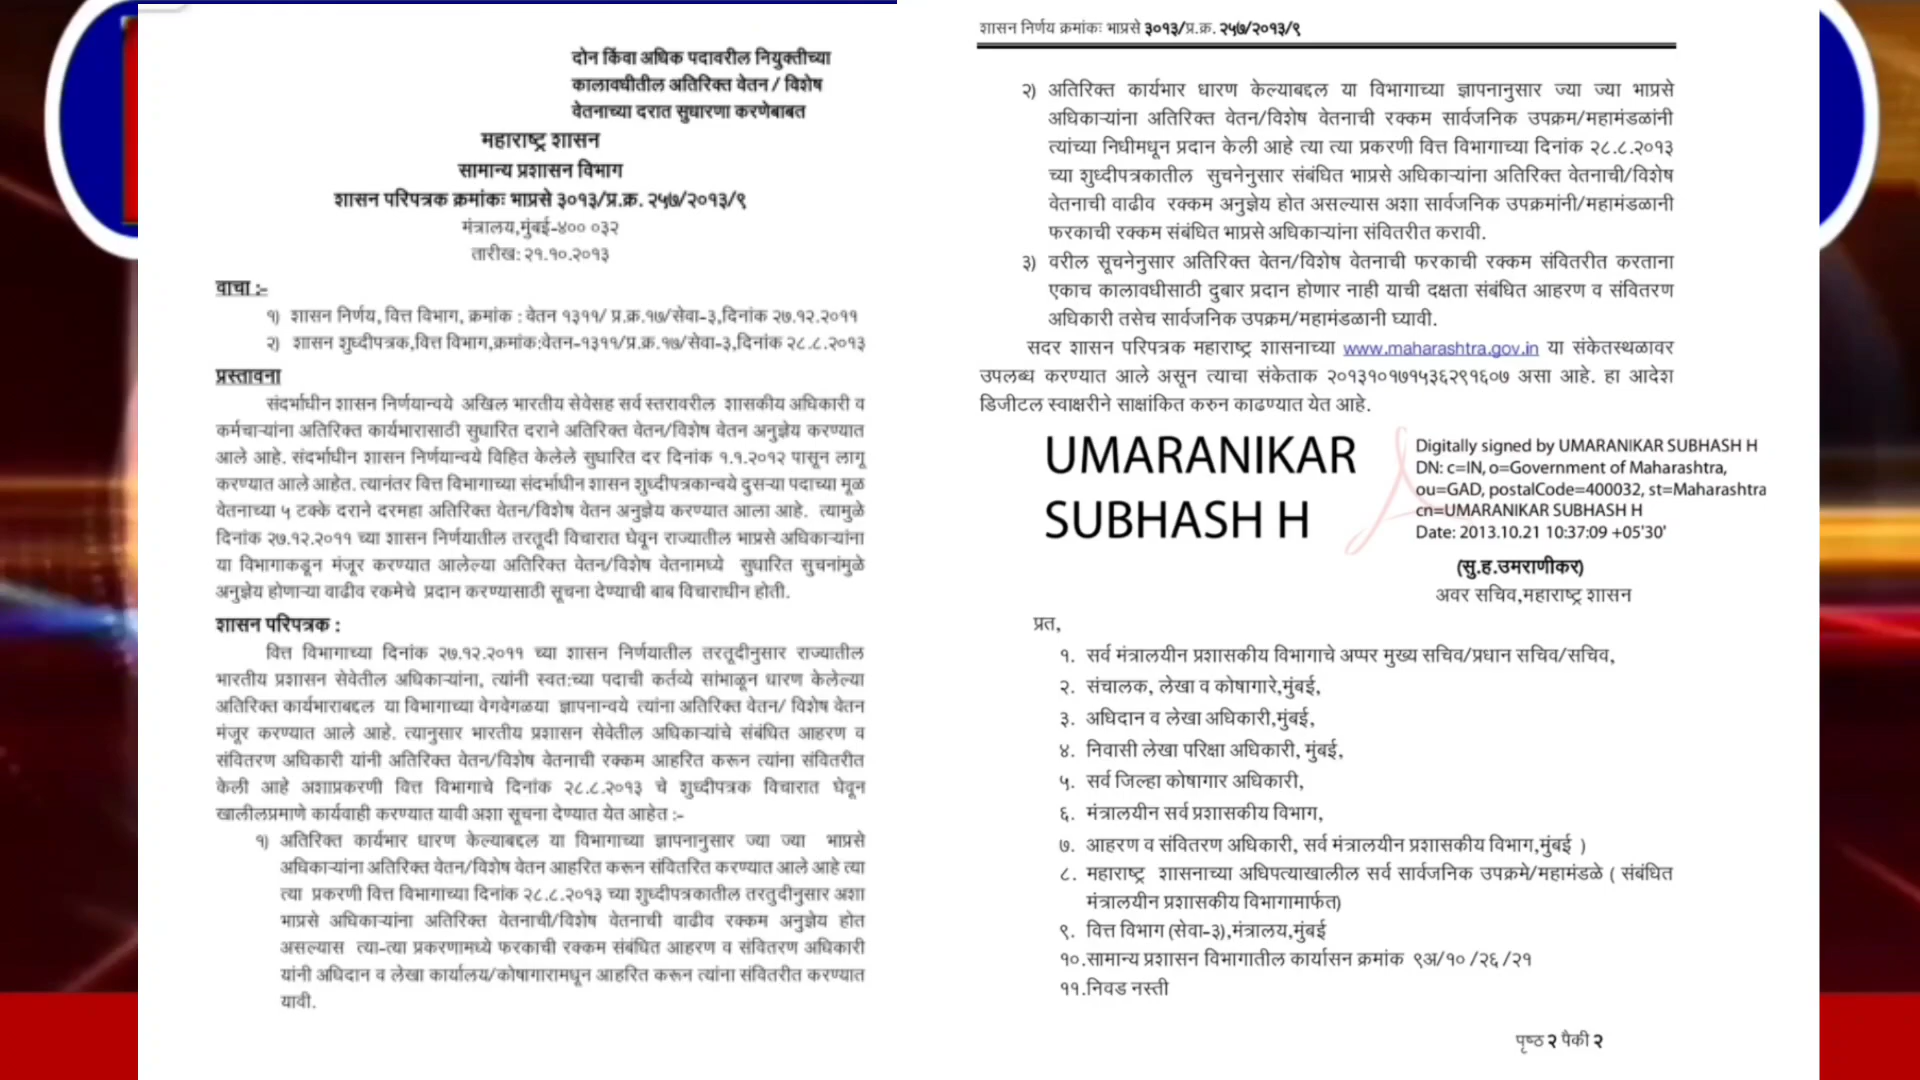 दोन किंवा अधिक पदावरील नियुक्तीच्या
कालावधीतील अतिरिक्त वेतन / विशेष
वेतनाच्या दरात सुधारणा करणेबाबत
महाराष्ट्र शासन
सामान्य प्रशासन विभाग
शासन परिपत्रक क्रमांकः भाप्रसे ३०१३/प्र.क्र. २५७/२०१३/९
मंत्रालय,मुंबई-४०० ०३२
तारीख: २१.१०.२०१३
वाचा :-
१) शासन निर्णय, वित्त विभाग, क्रमांक : वेतन १३११/ प्र.क्र.१७/सेवा-३,दिनांक २७.१२.२०११
२) शासन शुध्दीपत्रक,वित्त विभाग,क्रमांक:वेतन-१३११/प्र.क्र.१७/सेवा-३,दिनांक २८.८.२०१३
प्रस्तावना
संदर्भाधीन शासन निर्णयान्वये अखिल भारतीय सेवेसह सर्व स्तरावरील शासकीय अधिकारी व
कर्मचाऱ्यांना अतिरिक्त कार्यभारासाठी सुधारित दराने अतिरिक्त वेतन/विशेष वेतन अनुज्ञेय करण्यात
आले आहे. संदर्भाधीन शासन निर्णयान्वये विहित केलेले सुधारित दर दिनांक १.१.२०१२ पासून लागू
करण्यात आले आहेत. त्यानंतर वित्त विभागाच्या संदर्भाधीन शासन शुध्दीपत्रकान्वये दुसऱ्या पदाच्या मूळ
वेतनाच्या ५ टक्के दराने दरमहा अतिरिक्त वेतन/विशेष वेतन अनुज्ञेय करण्यात आला आहे. त्यामुळे
दिनांक २७.१२.२०११ च्या शासन निर्णयातील तरतूदी विचारात घेवून राज्यातील भाप्रसे अधिकाऱ्यांना
या विभागाकडून मंजूर करण्यात आलेल्या अतिरिक्त वेतन/विशेष वेतनामध्ये सुधारित सुचनांमुळे
अनुज्ञेय होणाऱ्या वाढीव रकमेचे प्रदान करण्यासाठी सूचना देण्याची बाब विचाराधीन होती.
शासन परिपत्रक :
वित्त विभागाच्या दिनांक २७.१२.२०११ च्या शासन निर्णयातील तरतूदीनुसार राज्यातील
भारतीय प्रशासन सेवेतील अधिकाऱ्यांना, त्यांनी स्वत:च्या पदाची कर्तव्ये सांभाळून धारण केलेल्या
अतिरिक्त कार्यभाराबद्दल या विभागाच्या वेगवेगळया ज्ञापनान्वये त्यांना अतिरिक्त वेतन/ विशेष वेतन
मंजूर करण्यात आले आहे. त्यानुसार भारतीय प्रशासन सेवेतील अधिकाऱ्यांचे संबंधित आहरण व
संवितरण अधिकारी यांनी अतिरिक्त वेतन/विशेष वेतनाची रक्कम आहरित करून त्यांना संवितरीत
केली आहे अशाप्रकरणी वित्त विभागाचे दिनांक २८.८.२०१३ चे शुध्दीपत्रक विचारात घेवून
खालीलप्रमाणे कार्यवाही करण्यात यावी अशा सूचना देण्यात येत आहेत :-
१) अतिरिक्त कार्यभार धारण केल्याबद्दल या विभागाच्या ज्ञापनानुसार ज्या ज्या भाप्रसे
अधिकाऱ्यांना अतिरिक्त वेतन/विशेष वेतन आहरित करून संवितरित करण्यात आले आहे त्या
त्या प्रकरणी वित्त विभागाच्या दिनांक २८.८.२०१३ च्या शुध्दीपत्रकातील तरतुदीनुसार अशा
भाप्रसे अधिकाऱ्यांना अतिरिक्त वेतनाची/विशेष वेतनाची वाढीव रक्कम अनुज्ञेय होत
असल्यास त्या-त्या प्रकरणामध्ये फरकाची रक्कम संबंधित आहरण व संवितरण अधिकारी
यांनी अधिदान व लेखा कार्यालय/कोषागारामधून आहरित करून त्यांना संवितरीत करण्यात
यावी.
शासन निर्णय क्रमांकः भाप्रसे ३०१३/प्र.क्र. २५७/२०१३/९
२) अतिरिक्त कार्यभार धारण केल्याबद्दल या विभागाच्या ज्ञापनानुसार ज्या ज्या भाप्रसे
अधिकाऱ्यांना अतिरिक्त वेतन/विशेष वेतनाची रक्कम सार्वजनिक उपक्रम/महामंडळांनी
त्यांच्या निधीमधून प्रदान केली आहे त्या त्या प्रकरणी वित्त विभागाच्या दिनांक २८.८.२०१३
च्या शुध्दीपत्रकातील सुचनेनुसार संबंधित भाप्रसे अधिकाऱ्यांना अतिरिक्त वेतनाची/विशेष
वेतनाची वाढीव रक्कम अनुज्ञेय होत असल्यास अशा सार्वजनिक उपक्रमांनी/महामंडळानी
फरकाची रक्कम संबंधित भाप्रसे अधिकाऱ्यांना संवितरीत करावी.
३) वरील सूचनेनुसार अतिरिक्त वेतन/विशेष वेतनाची फरकाची रक्कम संवितरीत करताना
एकाच कालावधीसाठी दुबार प्रदान होणार नाही याची दक्षता संबंधित आहरण व संवितरण
अधिकारी तसेच सार्वजनिक उपक्रम/महामंडळानी घ्यावी.
सदर शासन परिपत्रक महाराष्ट्र शासनाच्या www.maharashtra.gov.in या संकेतस्थळावर
उपलब्ध करण्यात आले असून त्याचा संकेताक २०१३१०१७१५३६२९१६०७ असा आहे. हा आदेश
डिजीटल स्वाक्षरीने साक्षांकित करुन काढण्यात येत आहे.
UMARANIKAR
SUBHASH H
Digitally signed by UMARANIKAR SUBHASH H
DN: c=IN, o=Government of Maharashtra,
ou=GAD, postalCode=400032, st=Maharashtra
cn=UMARANIKAR SUBHASH H
Date: 2013.10.21 10:37:09 +05'30'
(सु.ह.उमराणीकर)
अवर सचिव,महाराष्ट्र शासन
प्रत,
१. सर्व मंत्रालयीन प्रशासकीय विभागाचे अप्पर मुख्य सचिव/प्रधान सचिव/सचिव,
२. संचालक, लेखा व कोषागारे,मुंबई,
३. अधिदान व लेखा अधिकारी,मुंबई,
४. निवासी लेखा परिक्षा अधिकारी, मुंबई,
५. सर्व जिल्हा कोषागार अधिकारी,
६. मंत्रालयीन सर्व प्रशासकीय विभाग,
७. आहरण व संवितरण अधिकारी, सर्व मंत्रालयीन प्रशासकीय विभाग,मुंबई )
८. महाराष्ट्र शासनाच्या अधिपत्याखालील सर्व सार्वजनिक उपक्रमे/महामंडळे ( संबंधित
मंत्रालयीन प्रशासकीय विभागामार्फत)
९. वित्त विभाग (सेवा-३),मंत्रालय,मुंबई
१०.सामान्य प्रशासन विभागातील कार्यासन क्रमांक ९अ/१० /२६ /२१
११.निवड नस्ती
पृष्ठ २ पैकी २